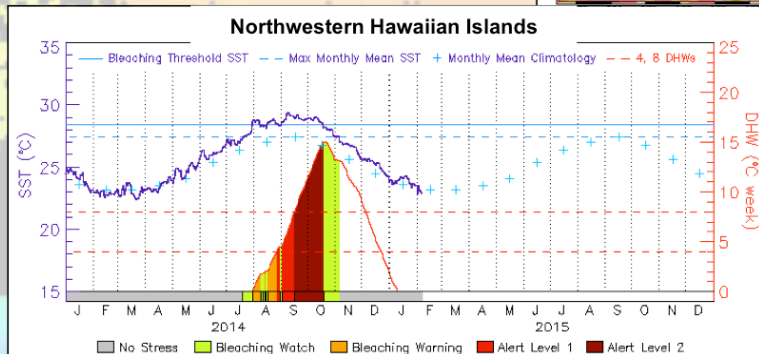 Northwestern Hawaiian Islands
Bleaching Threshold SST Max Monthly Mean SST + Monthly Mean Climatology 4, 8 DHWs
35
30
25
20
15
SST (°C)
25
20
15
10
5
0
DHW (°C week)
J F M A M J J A S O N D J F M A M J J A S O N D
2014 2015
No Stress Bleaching Watch Bleaching Warning Alert Level 1 Alert Level 2